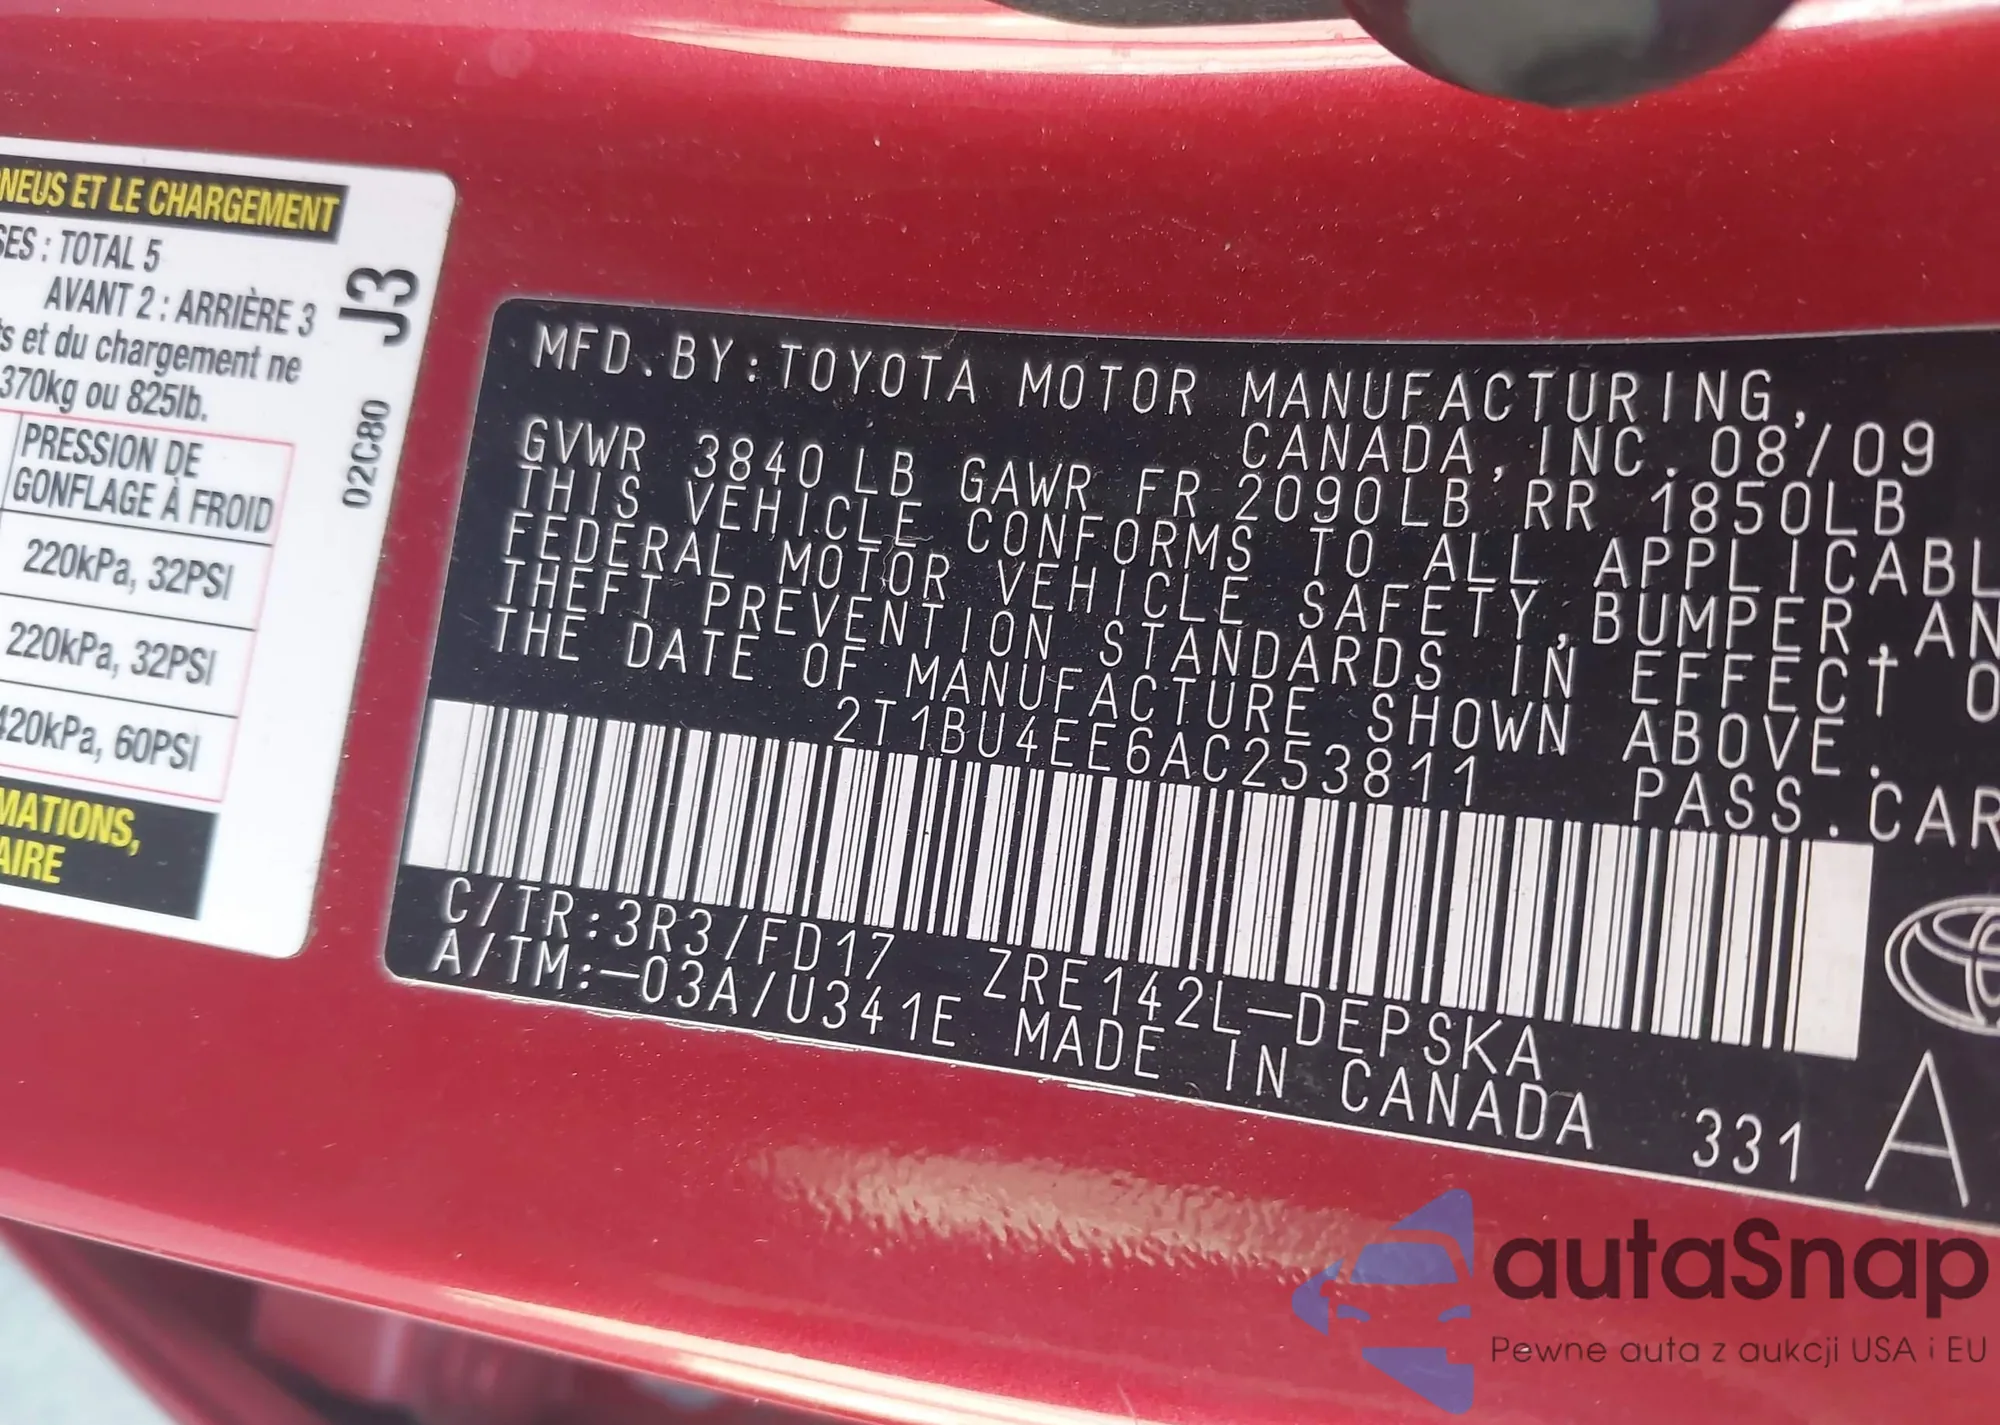 NEUS ET LE CHARGEMENT
SES : TOTAL 5
AVANT 2 : ARRIÈRE 3
ts et du chargement ne
370kg ou 825lb.
PRESSION DE
GONFLAGE À FROID
220kPa, 32PSI
220kPa, 32PSI
420kPa, 60PSI
MATIONS,
AIRE
J3
02C80
MFD.BY:TOYOTA MOTOR MANUFACTURING,
CANADA,INC. 08/09
GVWR 3840LB GAWR FR 2090LB RR 1850LB
THIS VEHICLE CONFORMS TO ALL APPLICABL
FEDERAL MOTOR VEHICLE SAFETY,BUMPER,AN
THEFT PREVENTION STANDARDS IN EFFECT O
THE DATE OF MANUFACTURE SHOWN ABOVE.
2T1BU4EE6AC253811 PASS.CAR
C/TR:3R3/FD17 ZRE142L-DEPSKA
A/TM:-03A/U341E MADE IN CANADA 331 A
autaSnap
Pewne auta z aukcji USA i EU